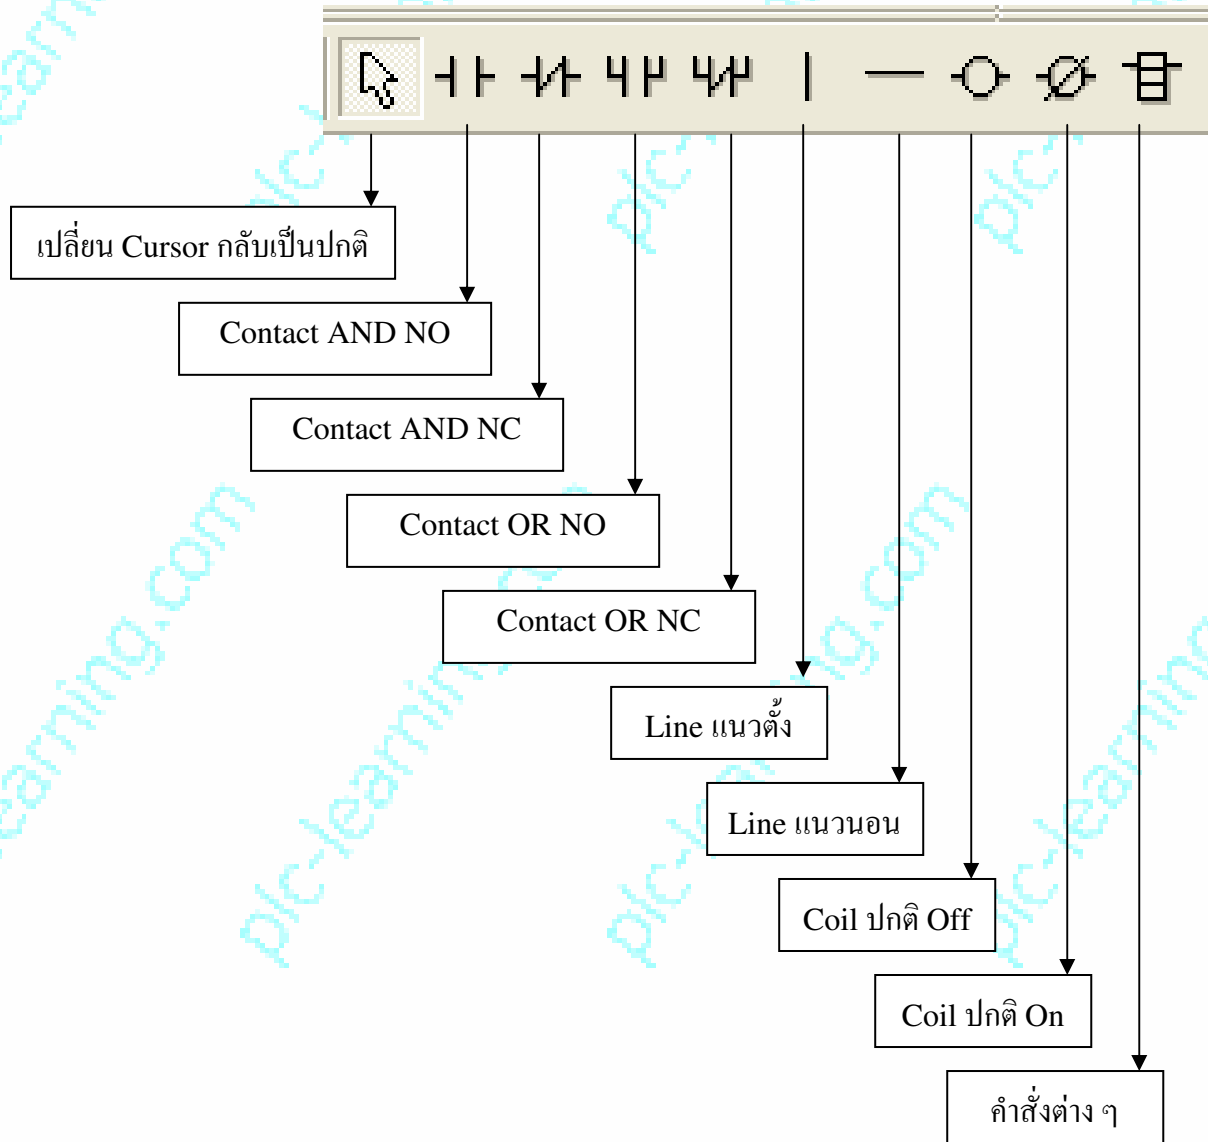 เปลี่ยน Cursor กลับเป็นปกติ
Contact AND NO
Contact AND NC
Contact OR NO
Contact OR NC
Line แนวตั้ง
Line แนวนอน
Coil ปกติ Off
Coil ปกติ On
คำสั่งต่าง ๆ
plc-learning.com